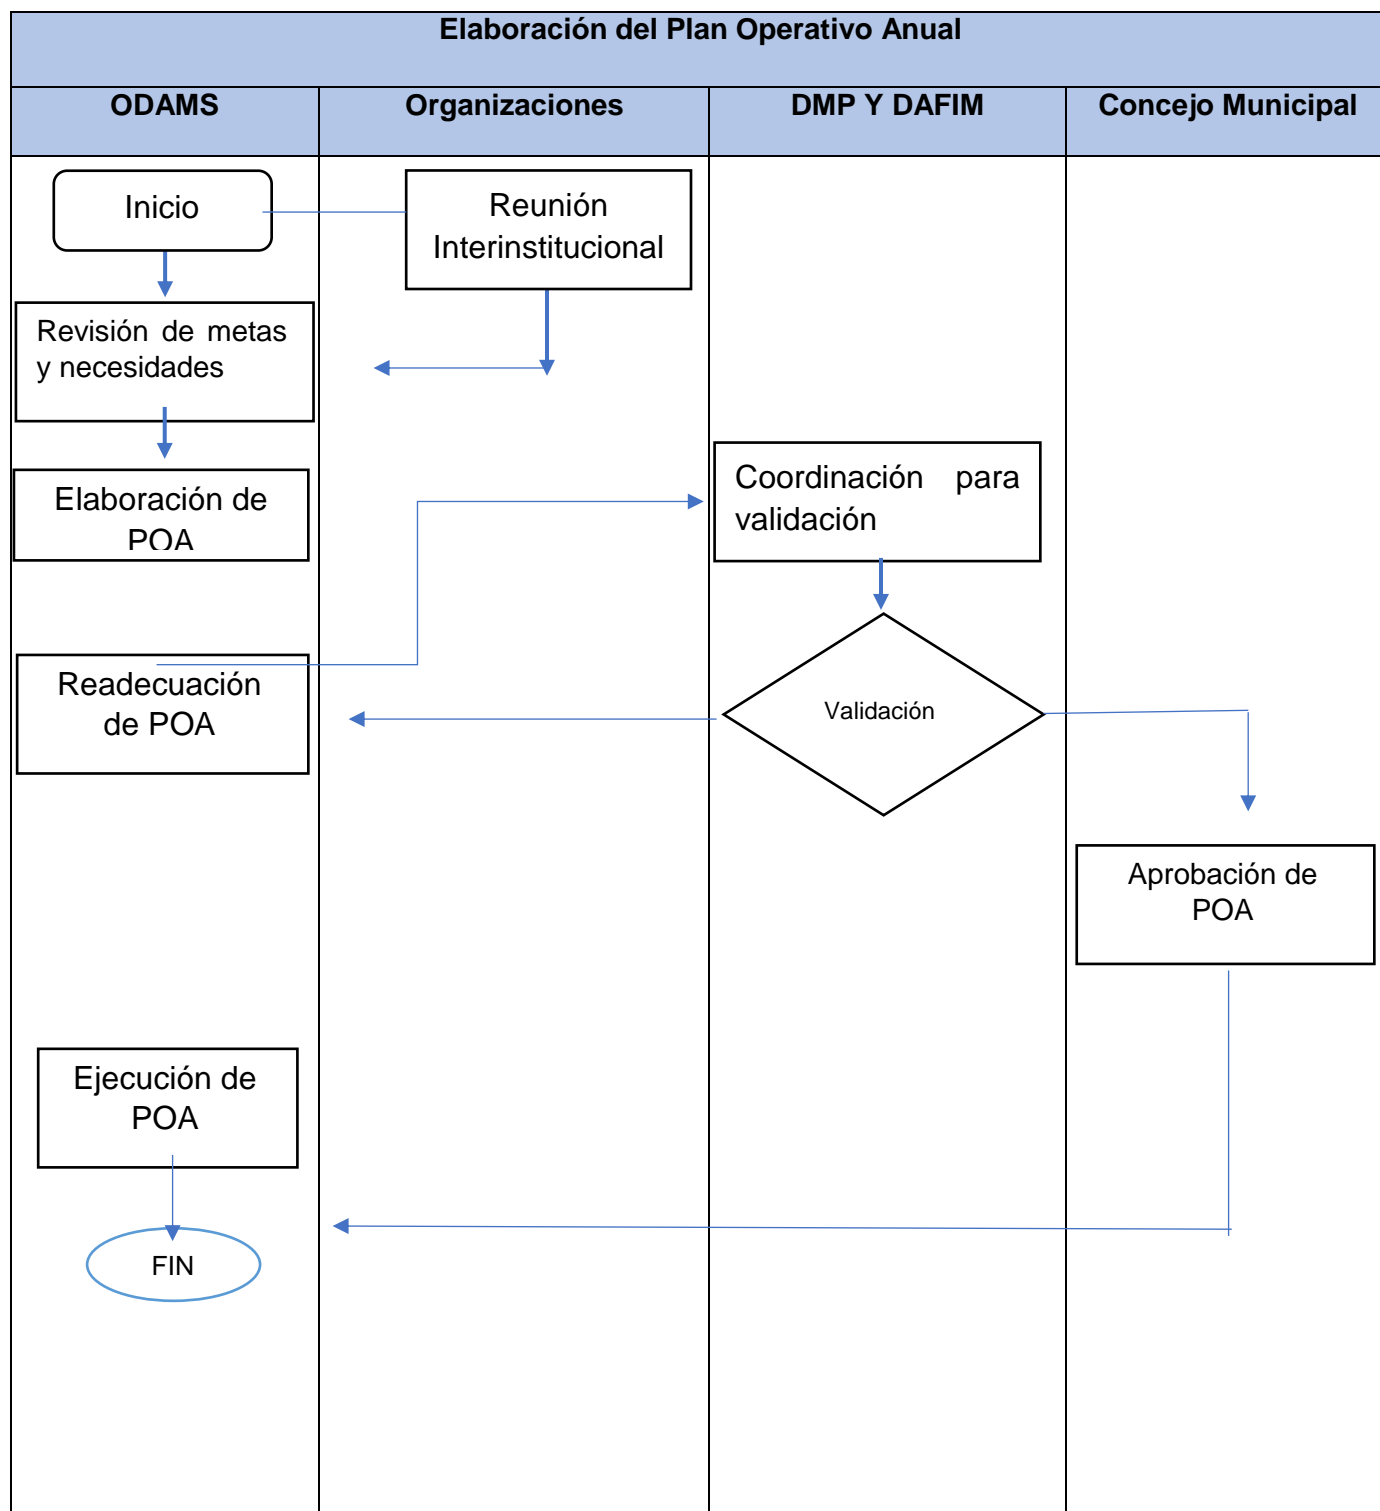 Elaboración del Plan Operativo Anual
ODAMS
Organizaciones
DMP Y DAFIM
Concejo Municipal
Inicio
Reunión
Interinstitucional
Revisión de metas
y necesidades
Elaboración de
POA
Coordinación para
validación
Readecuación
de POA
Validación
Aprobación de
POA
Ejecución de
POA
FIN